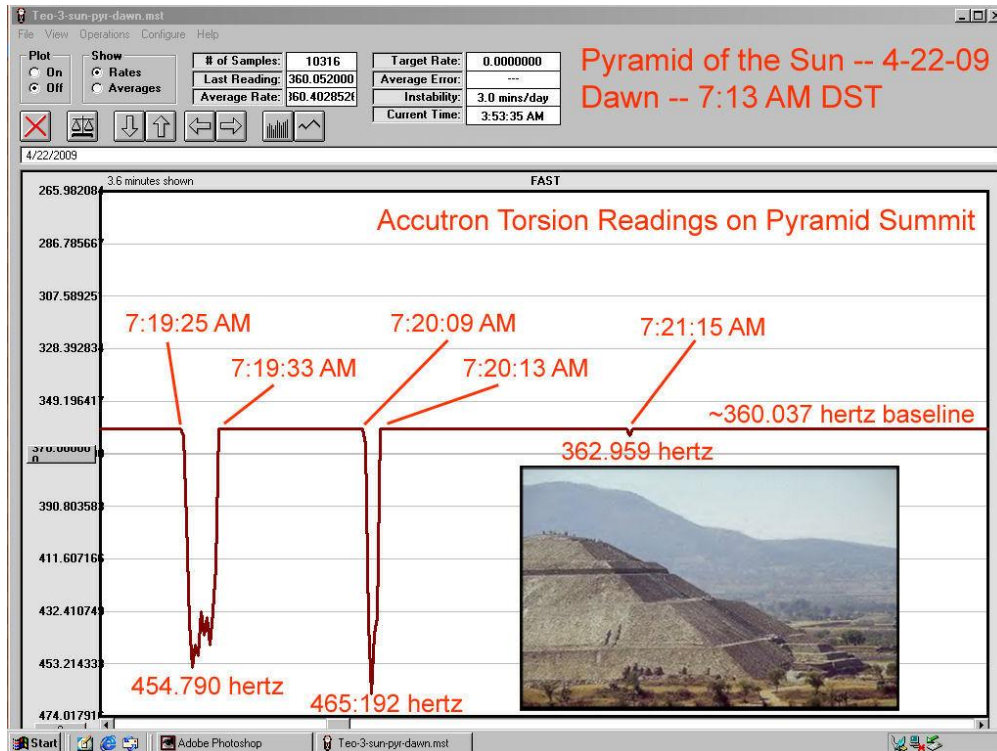 Teo-3-sun-pyr-dawn.mst
File View Operations Configure Help
Plot
On
Off
Show
Rates
Averages
# of Samples: 10316
Last Reading: 360.052000
Average Rate: 360.4028526
Target Rate: 0.0000000
Average Error: ---
Instability: 3.0 mins/day
Current Time: 3:53:35 AM
Pyramid of the Sun -- 4-22-09
Dawn -- 7:13 AM DST
4/22/2009
3.6 minutes shown
FAST
265.982084
Accutron Torsion Readings on Pyramid Summit
286.785667
307.589251
7:19:25 AM
7:20:09 AM
7:21:15 AM
328.392834
7:19:33 AM
7:20:13 AM
349.196417
~360.037 hertz baseline
370.000000
362.959 hertz
390.803583
411.607166
432.410749
453.214333
454.790 hertz
465:192 hertz
474.017916
Start
Adobe Photoshop
Teo-3-sun-pyr-dawn.mst